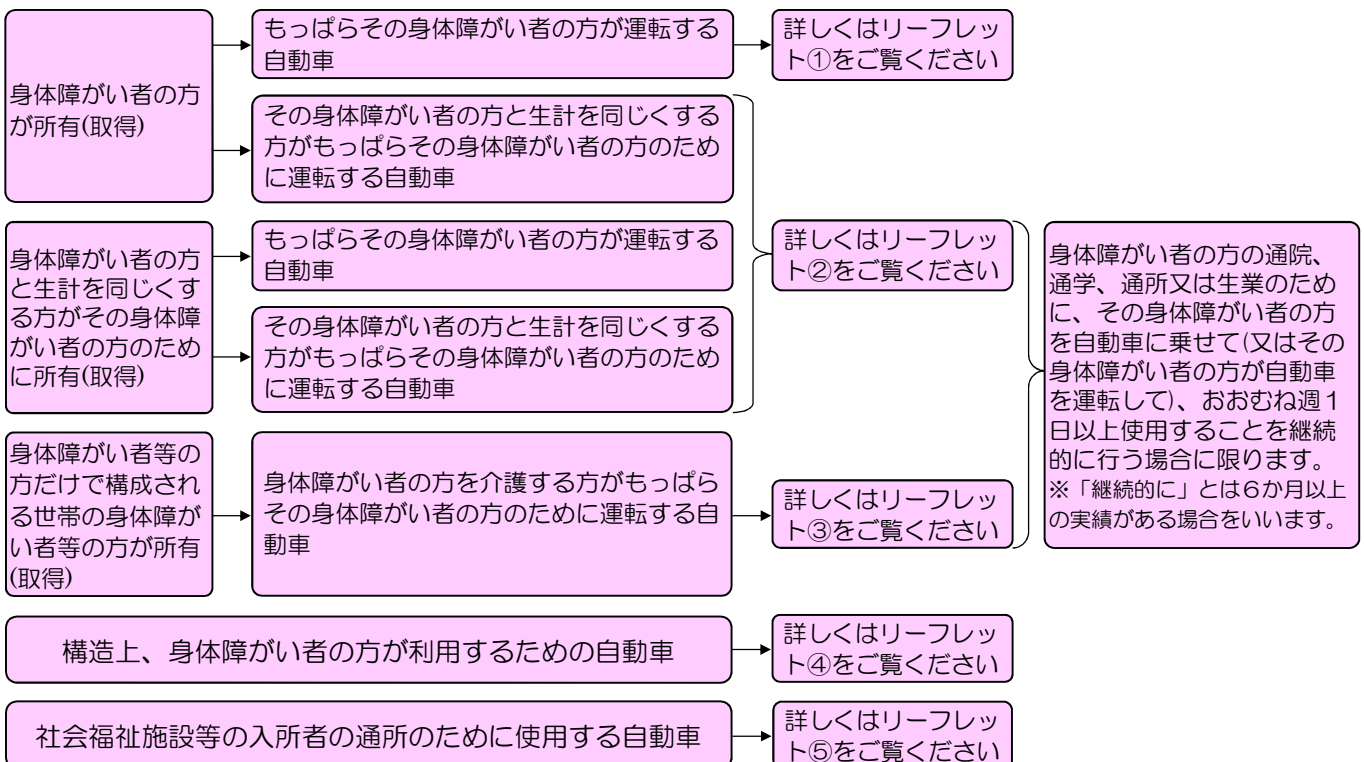 身体障がい者の方
が所有(取得)
もっぱらその身体障がい者の方が運転する
自動車
詳しくはリーフレッ
ト①をご覧ください
その身体障がい者の方と生計を同じくする
方がもっぱらその身体障がい者の方のため
に運転する自動車
身体障がい者の方
と生計を同じくす
る方がその身体障
がい者の方のため
に所有(取得)
もっぱらその身体障がい者の方が運転する
自動車
その身体障がい者の方と生計を同じくする
方がもっぱらその身体障がい者の方のため
に運転する自動車
詳しくはリーフレッ
ト②をご覧ください
身体障がい者等の
方だけで構成され
る世帯の身体障が
い者等の方が所有
(取得)
身体障がい者の方を介護する方がもっぱら
その身体障がい者の方のために運転する自
動車
詳しくはリーフレッ
ト③をご覧ください
身体障がい者の方の通院、
通学、通所又は生業のため
に、その身体障がい者の方
を自動車に乗せて(又はその
身体障がい者の方が自動車
を運転して)、おおむね週１
日以上使用することを継続
的に行う場合に限ります。
※「継続的に」とは６か月以上
の実績がある場合をいいます。
構造上、身体障がい者の方が利用するための自動車
詳しくはリーフレッ
ト④をご覧ください
社会福祉施設等の入所者の通所のために使用する自動車
詳しくはリーフレッ
ト⑤をご覧ください